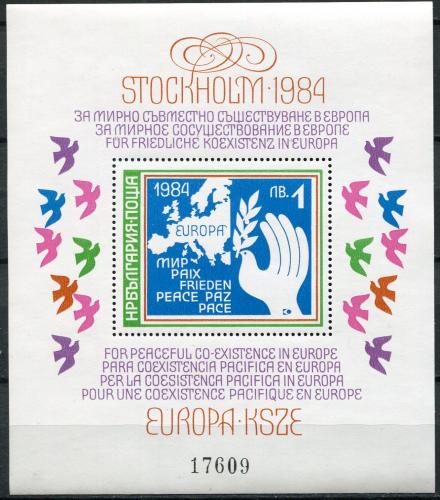 STOCKHOLM·1984
ЗА МИРНО СЪВМЕСТНО СЪЩЕСТВУВАНЕ В ЕВРОПА
ЗА МИРНОЕ СОСУЩЕСТВОВАНИЕ В ЕВРОПЕ
FÜR FRIEDLICHE KOEXISTENZ IN EUROPA
1984
ЛВ. 1
EUROPA
НР БЪЛГАРИЯ·ПОЩА
МИР
PAIX
FRIEDEN
PEACE PAZ
PACE
FOR PEACEFUL CO-EXISTENCE IN EUROPE
PARA COEXISTENCIA PACIFICA EN EUROPA
PER LA COESISTENCA PACIFICA IN EUROPA
POUR UNE COEXISTENCE PACIFIQUE EN EUROPE
EUROPA·KSZE
17609